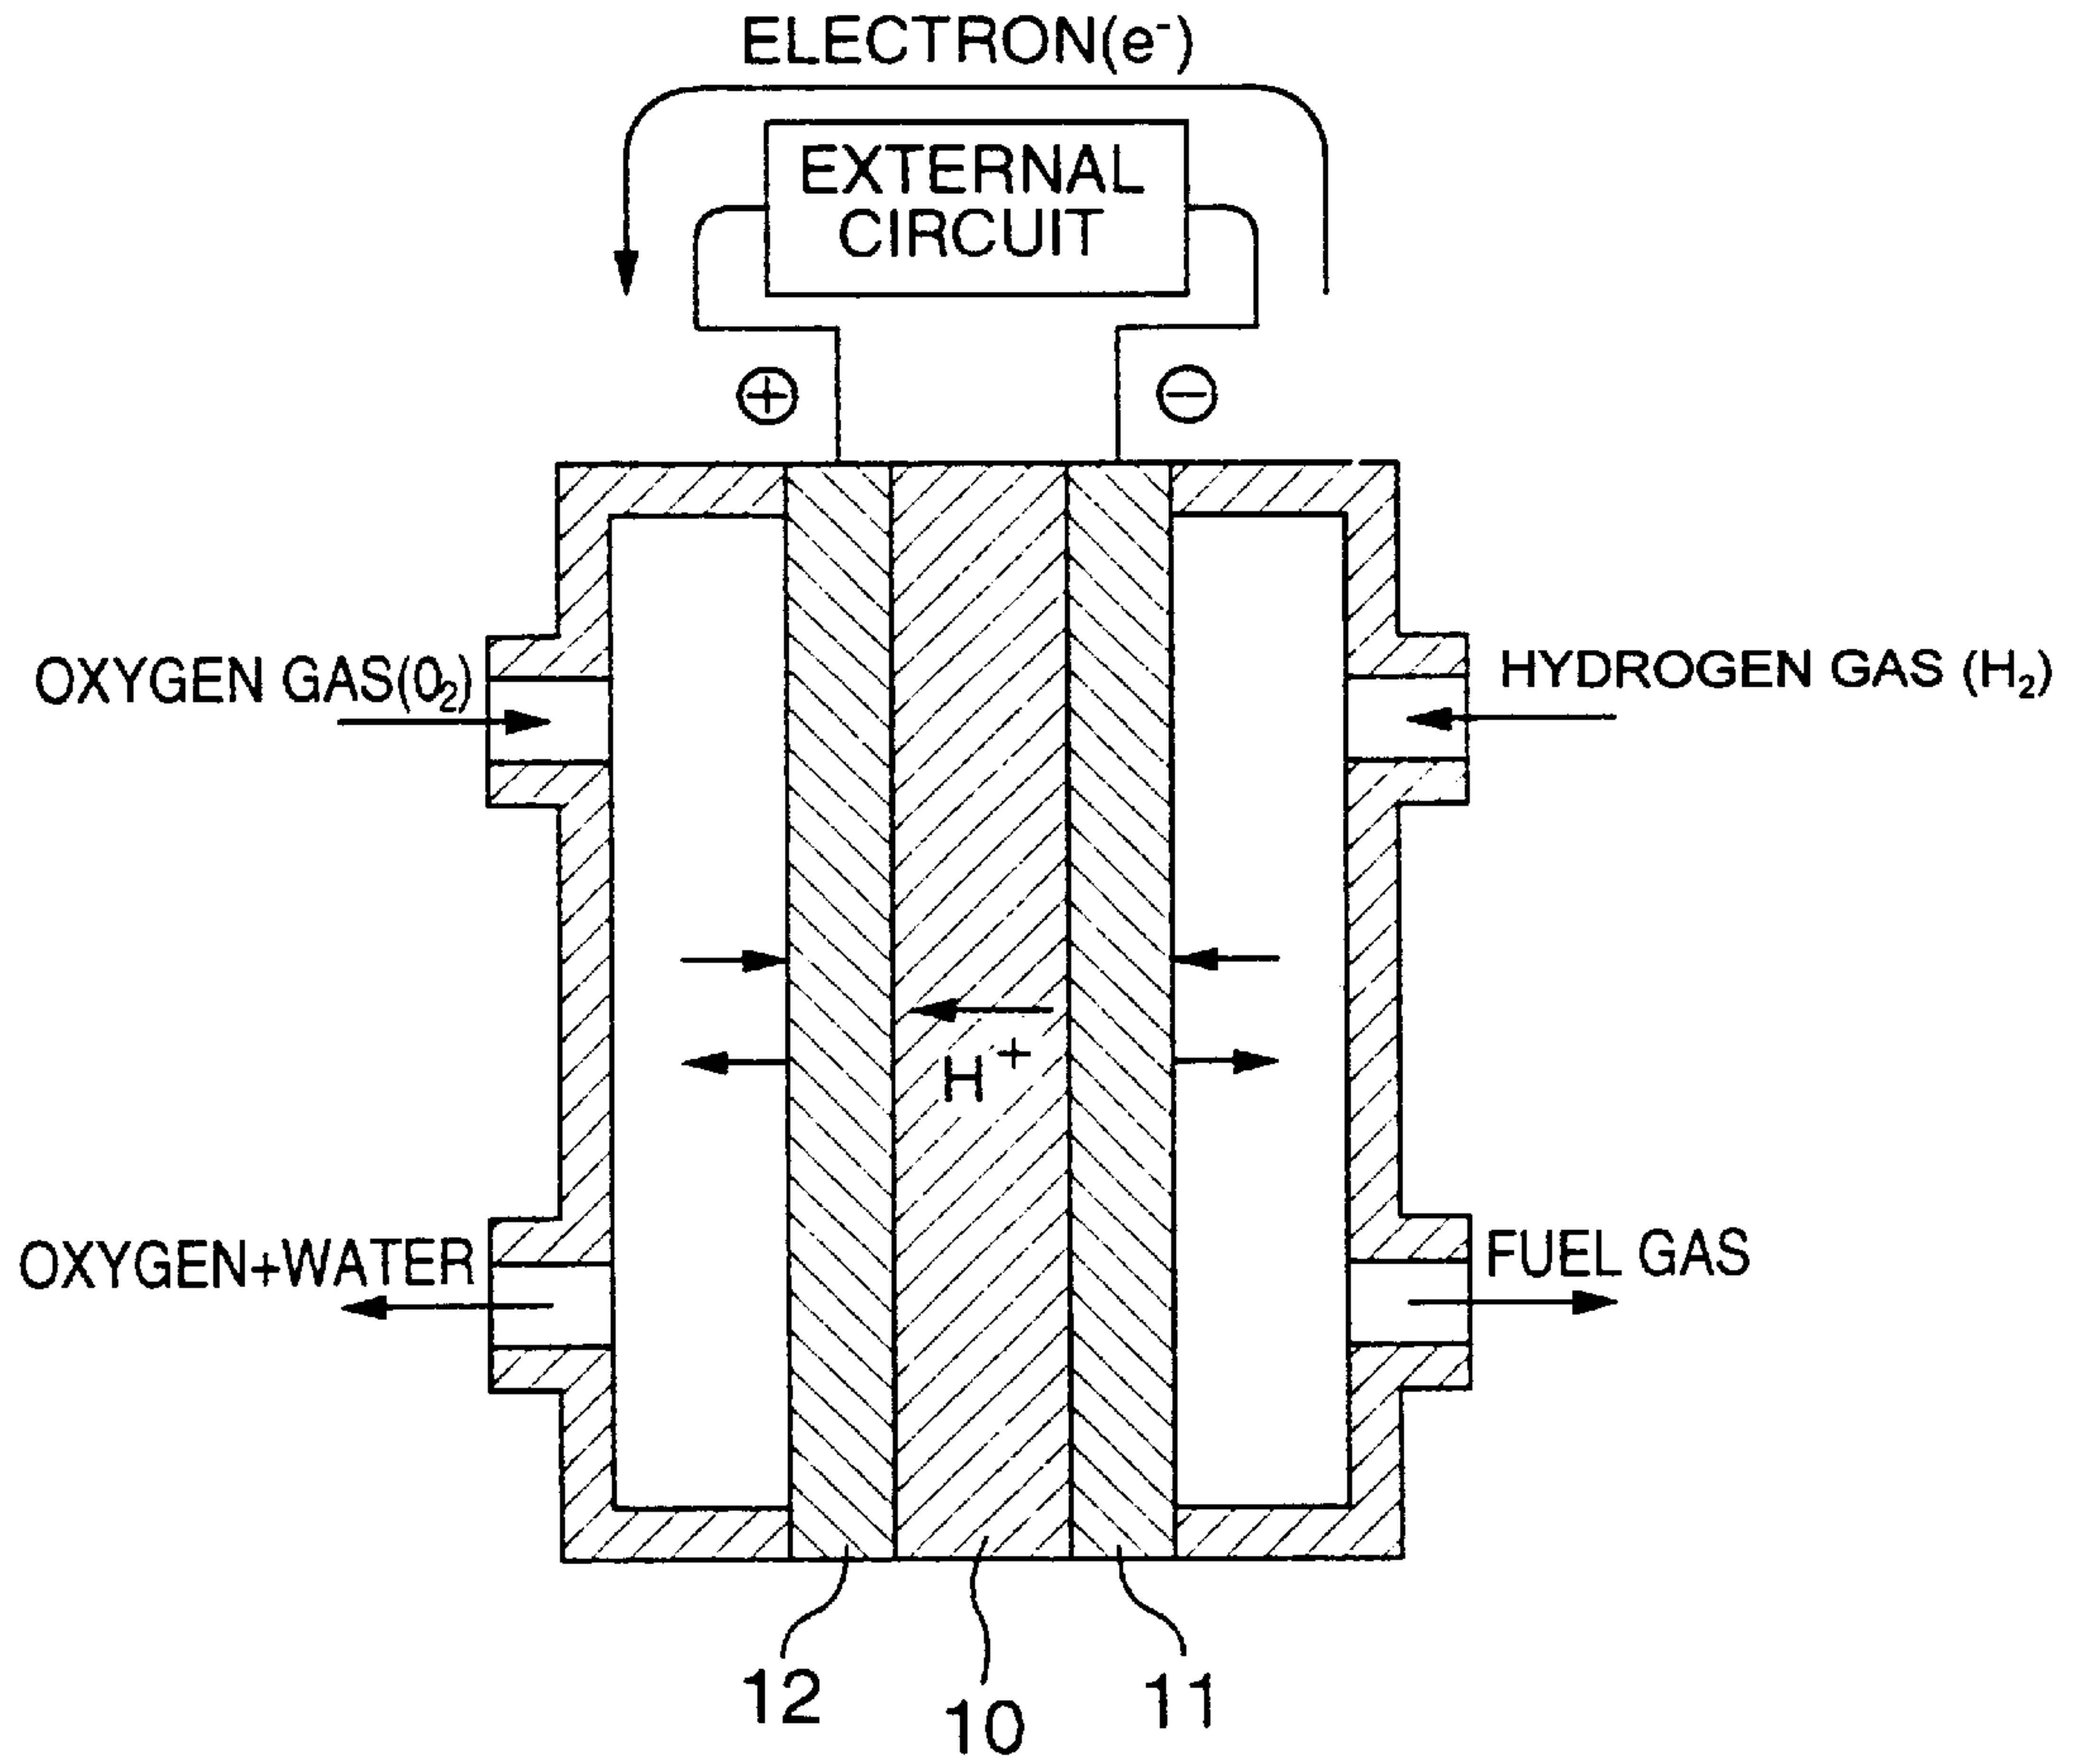 ELECTRON(e⁻)
EXTERNAL
CIRCUIT
⊕
⊖
OXYGEN GAS(0₂)
HYDROGEN GAS (H₂)
H⁺
OXYGEN+WATER
FUEL GAS
12
10
11